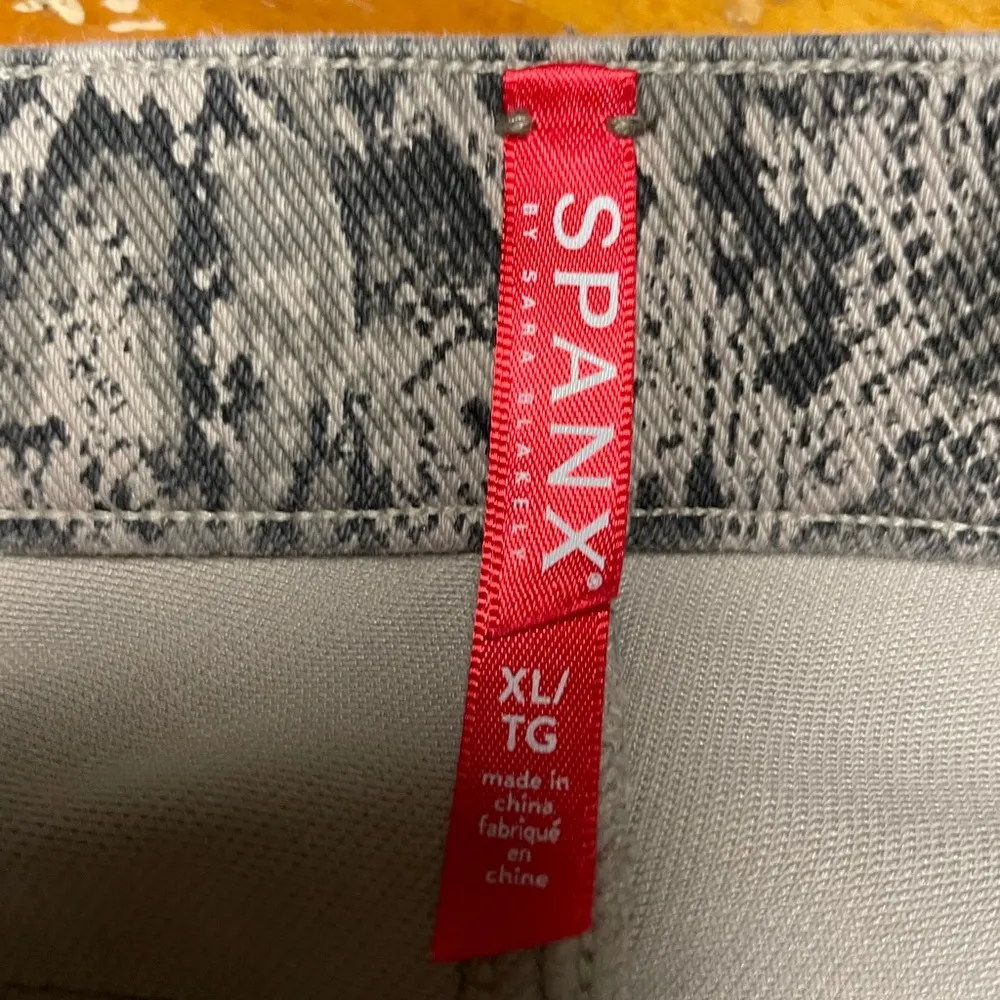 SPANX®
BY SARA BLAKELY
XL/
TG
made in
china
fabriqué
en
chine